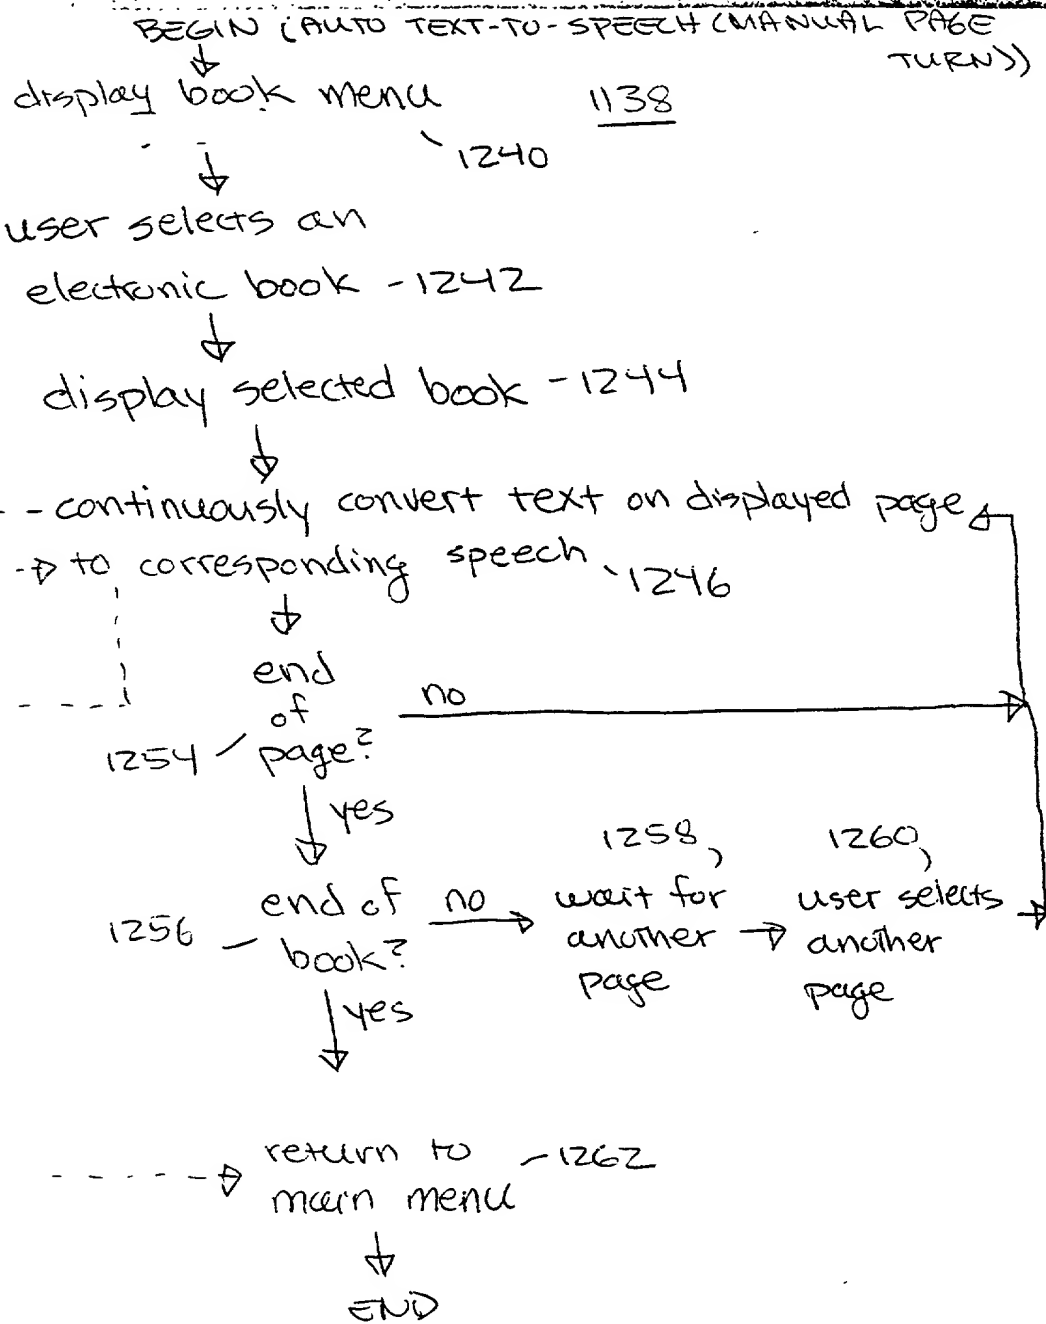 BEGIN (AUTO TEXT-TO-SPEECH (MANUAL PAGE
TURN))
display book menu
1138
1240
user selects an
electronic book - 1242
display selected book - 1244
continuously convert text on displayed page
to corresponding speech
1246
end
of
page?
no
1254
yes
1258
1260
end of
book?
no
1256
wait for
another
page
user selects
another
page
yes
return to
main menu
1262
END